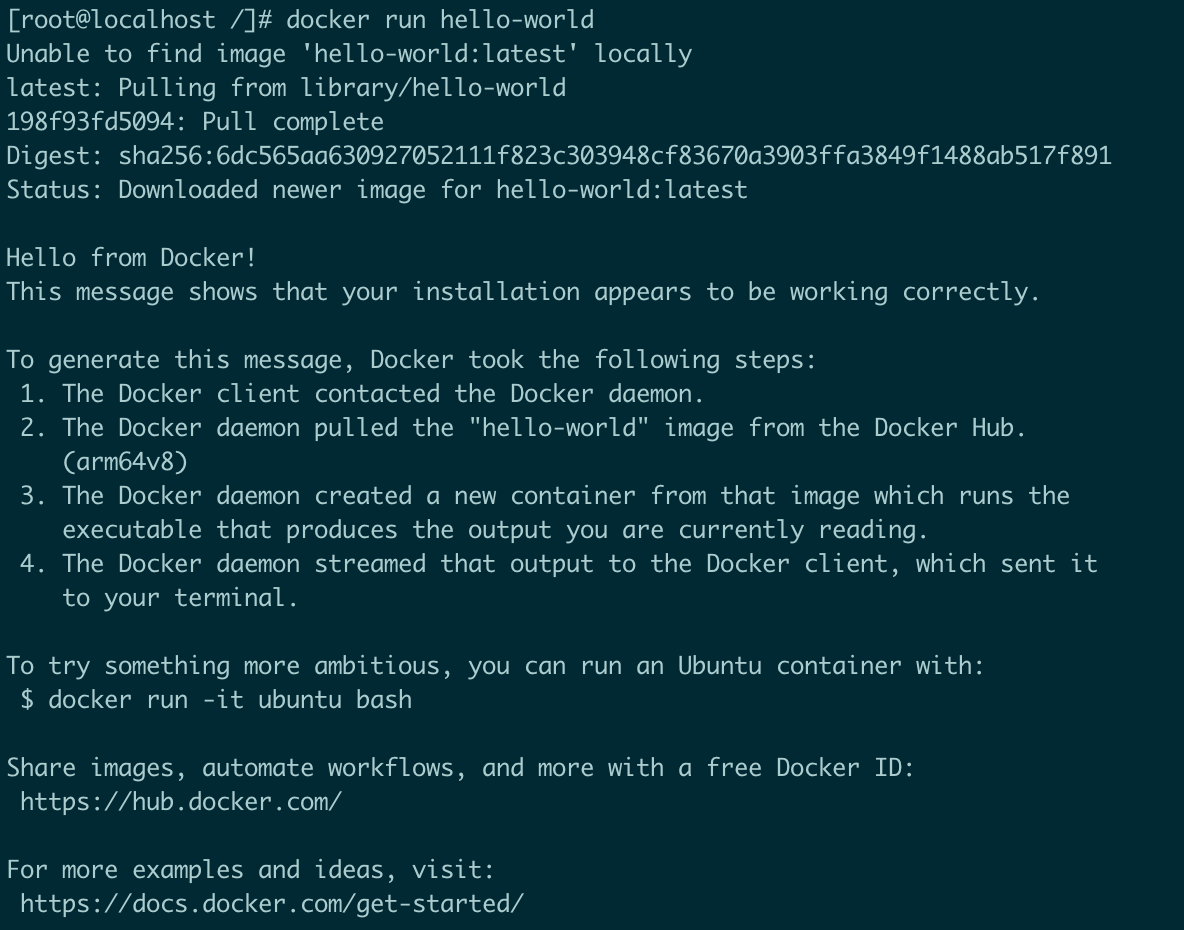 [root@localhost /]# docker run hello-world
Unable to find image 'hello-world:latest' locally
latest: Pulling from library/hello-world
198f93fd5094: Pull complete
Digest: sha256:6dc565aa630927052111f823c303948cf83670a3903ffa3849f1488ab517f891
Status: Downloaded newer image for hello-world:latest

Hello from Docker!
This message shows that your installation appears to be working correctly.

To generate this message, Docker took the following steps:
 1. The Docker client contacted the Docker daemon.
 2. The Docker daemon pulled the "hello-world" image from the Docker Hub.
    (arm64v8)
 3. The Docker daemon created a new container from that image which runs the
    executable that produces the output you are currently reading.
 4. The Docker daemon streamed that output to the Docker client, which sent it
    to your terminal.

To try something more ambitious, you can run an Ubuntu container with:
 $ docker run -it ubuntu bash

Share images, automate workflows, and more with a free Docker ID:
 https://hub.docker.com/

For more examples and ideas, visit:
 https://docs.docker.com/get-started/